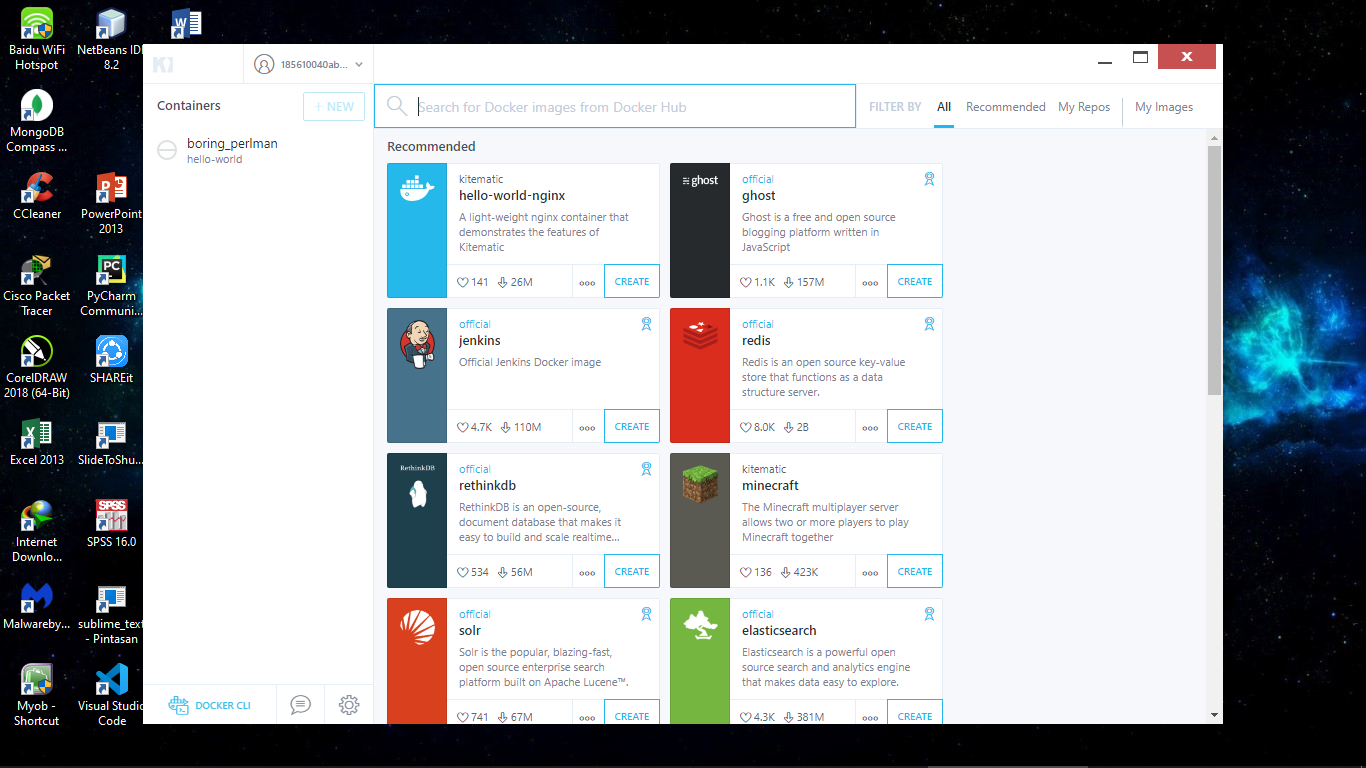 Baidu WiFi
Hotspot
NetBeans IDE
8.2
MongoDB
Compass ...
CCleaner
PowerPoint
2013
Cisco Packet
Tracer
PyCharm
Communi...
CorelDRAW
2018 (64-Bit)
SHAREit
Excel 2013
SlideToShu...
Internet
Downlo...
SPSS 16.0
Malwareby...
sublime_text
- Pintasan
Myob -
Shortcut
Visual Studio
Code
185610040ab...
Containers
+ NEW
boring_perlman
hello-world
DOCKER CLI
Search for Docker images from Docker Hub
FILTER BY All Recommended My Repos My Images
Recommended
kitematic
hello-world-nginx
A light-weight nginx container that
demonstrates the features of
Kitematic
141 26M
CREATE
ghost
official
ghost
Ghost is a free and open source
blogging platform written in
JavaScript
1.1K 157M
CREATE
official
jenkins
Official Jenkins Docker image
4.7K 110M
CREATE
official
redis
Redis is an open source key-value
store that functions as a data
structure server.
8.0K 2B
CREATE
RethinkDB
official
rethinkdb
RethinkDB is an open-source,
document database that makes it
easy to build and scale realtime...
534 56M
CREATE
kitematic
minecraft
The Minecraft multiplayer server
allows two or more players to play
Minecraft together
136 423K
CREATE
official
solr
Solr is the popular, blazing-fast,
open source enterprise search
platform built on Apache Lucene™.
741 67M
CREATE
official
elasticsearch
Elasticsearch is a powerful open
source search and analytics engine
that makes data easy to explore.
4.3K 381M
CREATE